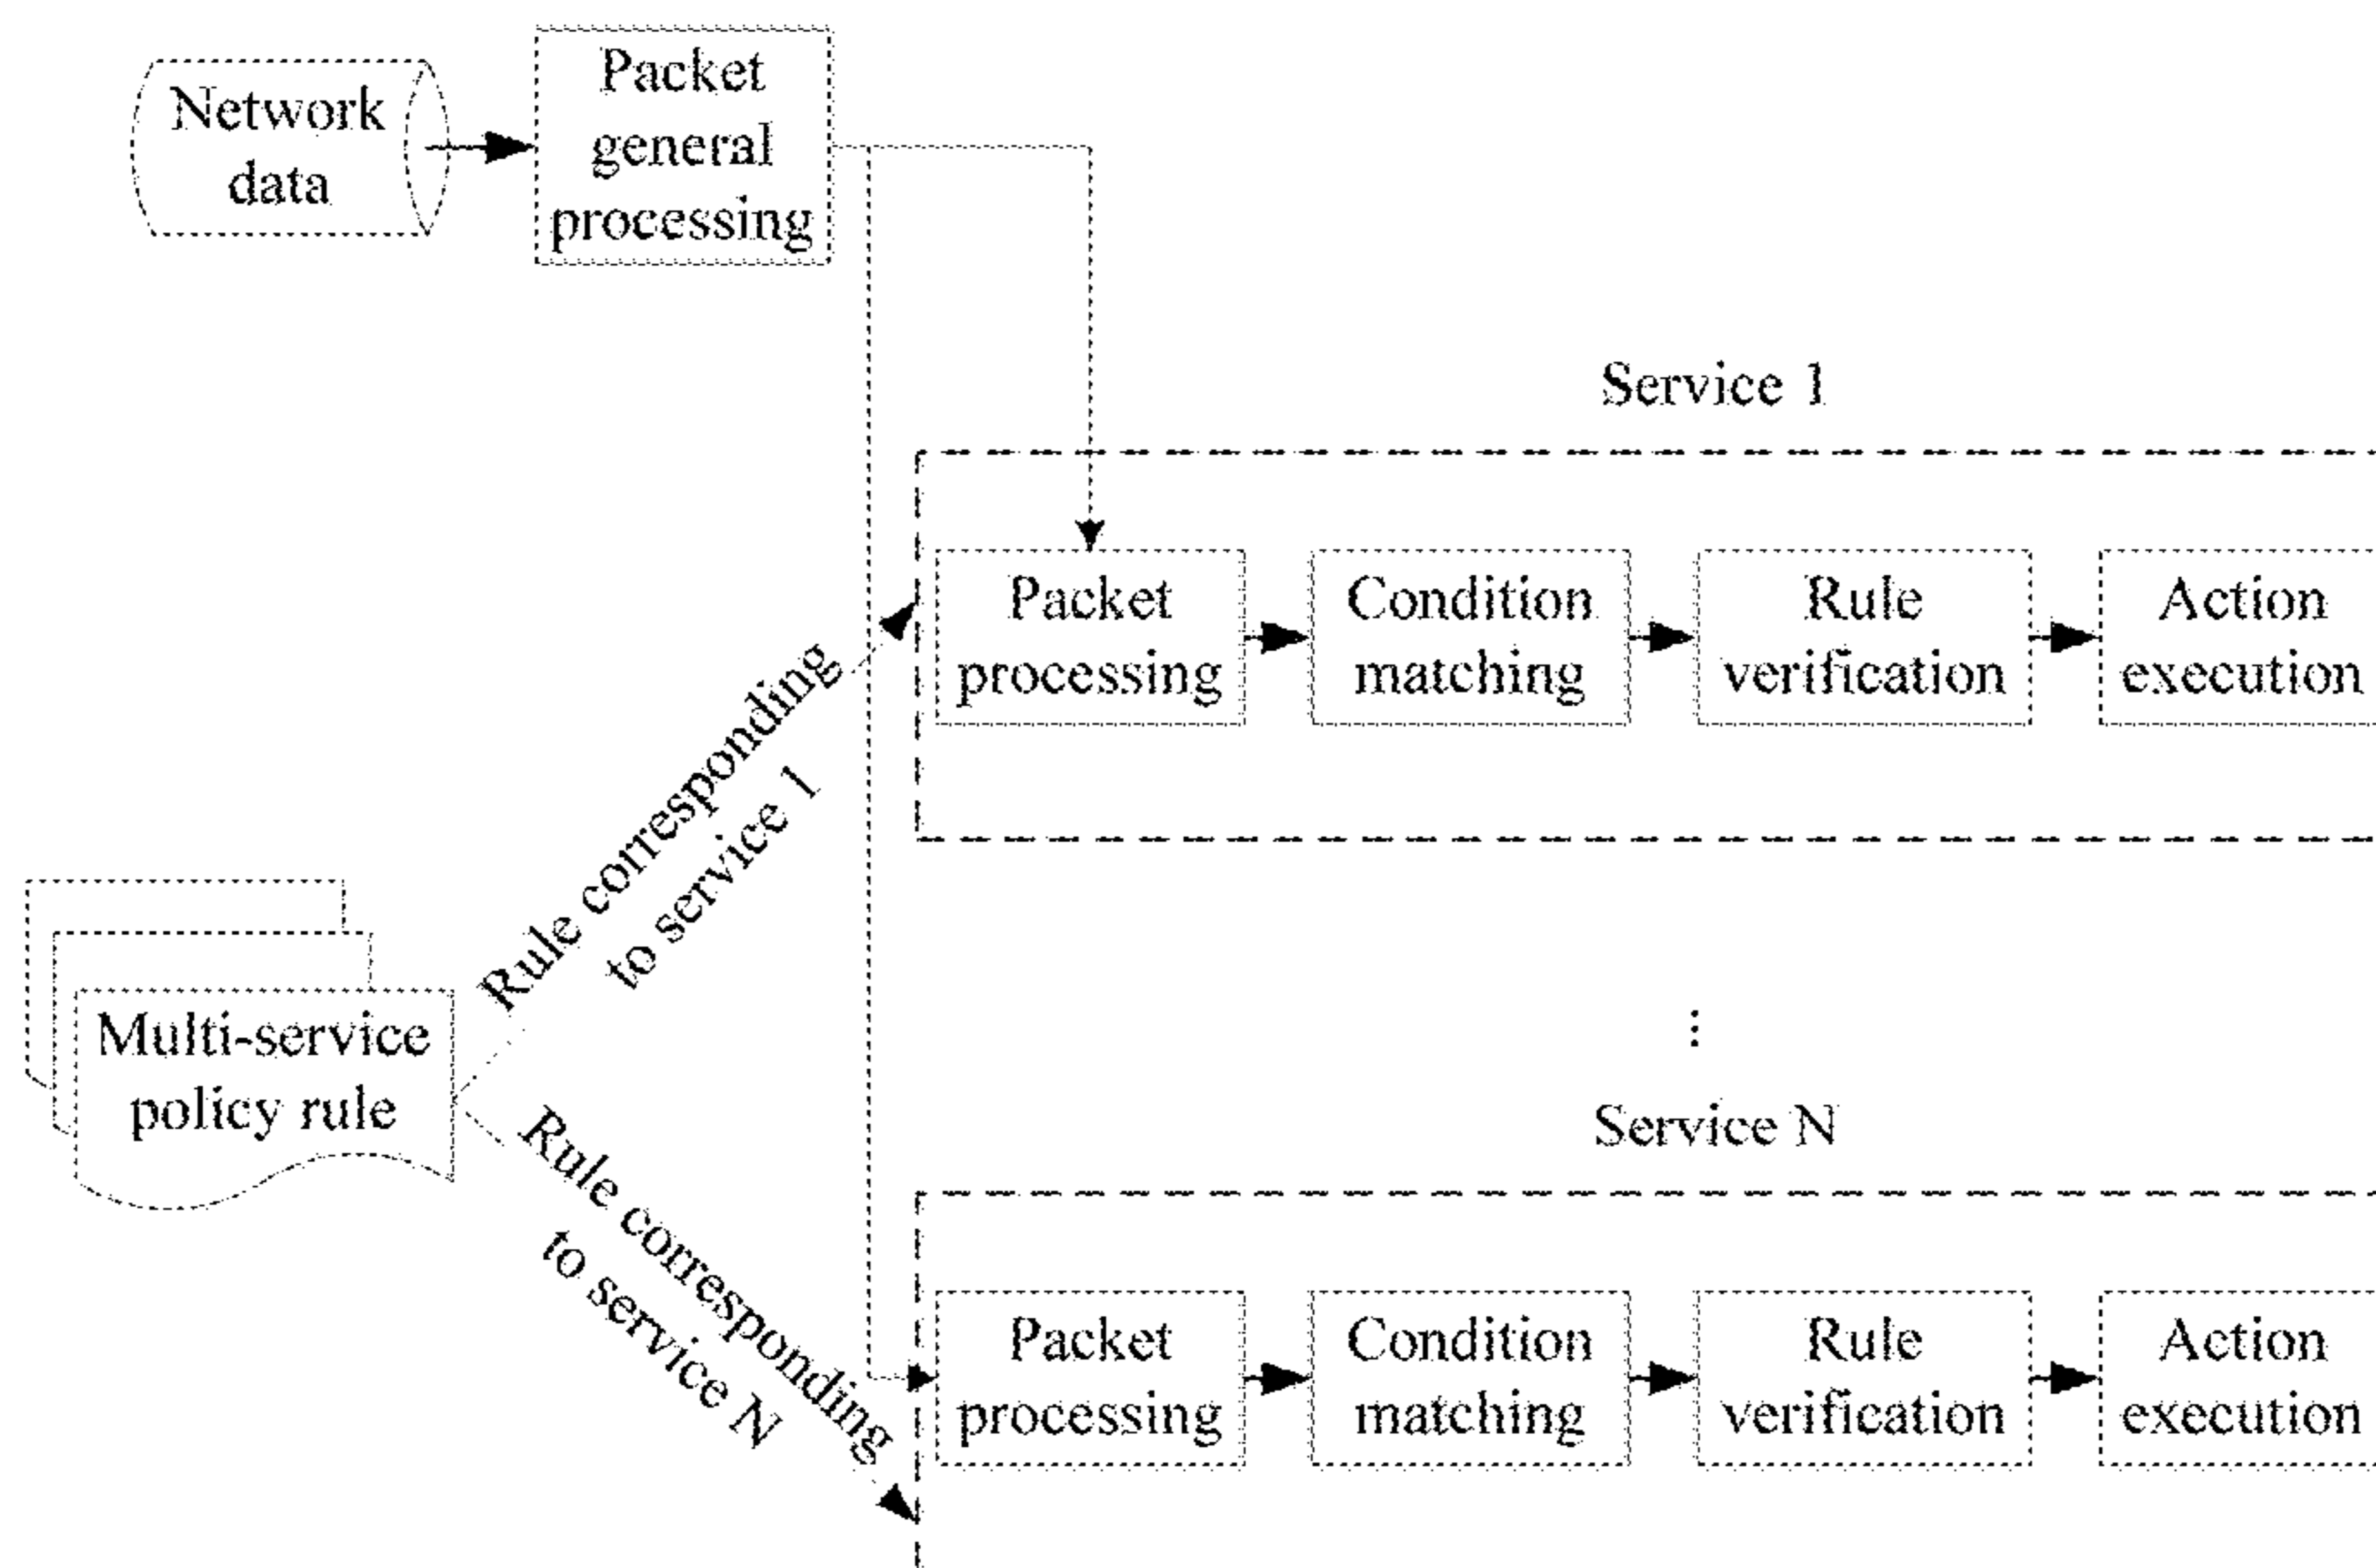 Network
data
Packet
general
processing
Service 1
Packet
processing
Condition
matching
Rule
verification
Action
execution
Rule corresponding
to service 1
Multi-service
policy rule
Rule corresponding
to service N
⋮
Service N
Packet
processing
Condition
matching
Rule
verification
Action
execution